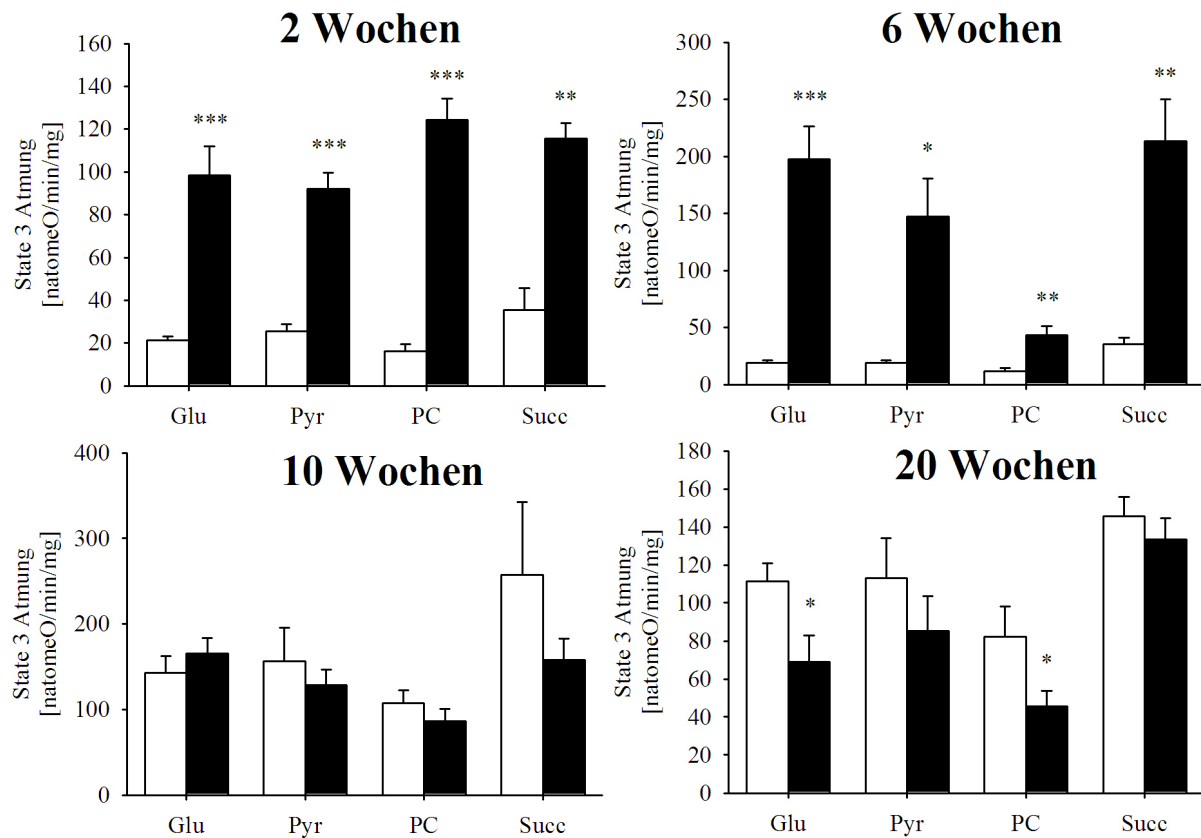 2 Wochen
State 3 Atmung
[natomeO/min/mg]
160
140
120
100
80
60
40
20
0
***
***
***
**
Glu Pyr PC Succ
6 Wochen
State 3 Atmung
[natomeO/min/mg]
300
250
200
150
100
50
0
***
*
**
**
Glu Pyr PC Succ
10 Wochen
State 3 Atmung
[natomeO/min/mg]
400
300
200
100
0
Glu Pyr PC Succ
20 Wochen
State 3 Atmung
[natomeO/min/mg]
180
160
140
120
100
80
60
40
20
0
*
*
Glu Pyr PC Succ